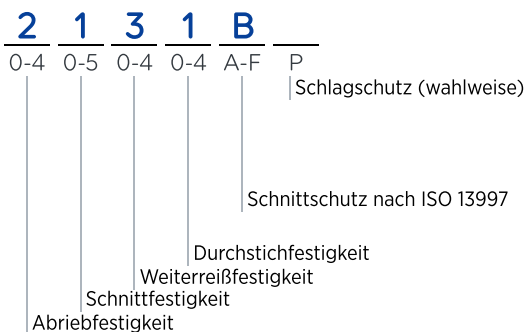 2 1 3 1 B
0-4 0-5 0-4 0-4 A-F P
Schlagschutz (wahlweise)
Schnittschutz nach ISO 13997
Durchstichfestigkeit
Weiterreißfestigkeit
Schnittfestigkeit
Abriebfestigkeit